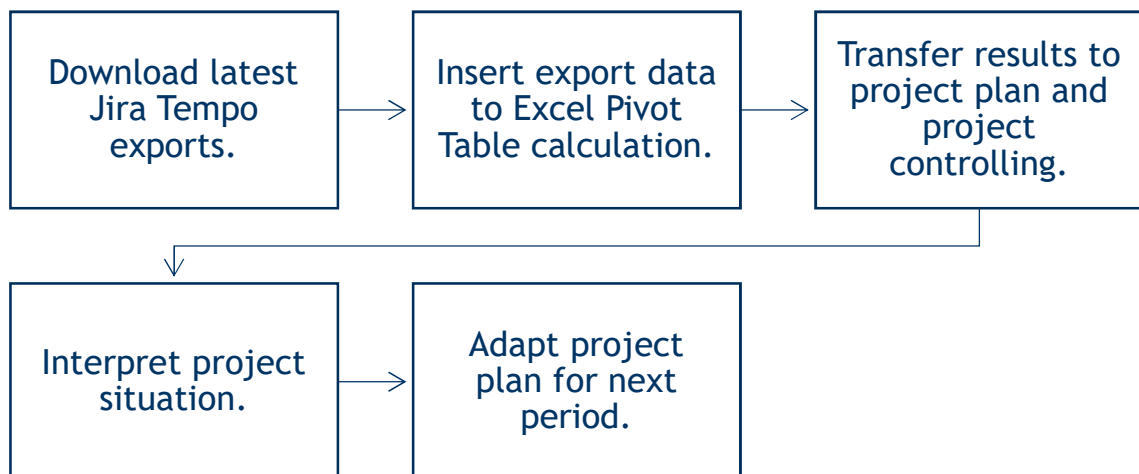 Download latest
Jira Tempo
exports.
Insert export data
to Excel Pivot
Table calculation.
Transfer results to
project plan and
project
controlling.
Interpret project
situation.
Adapt project
plan for next
period.